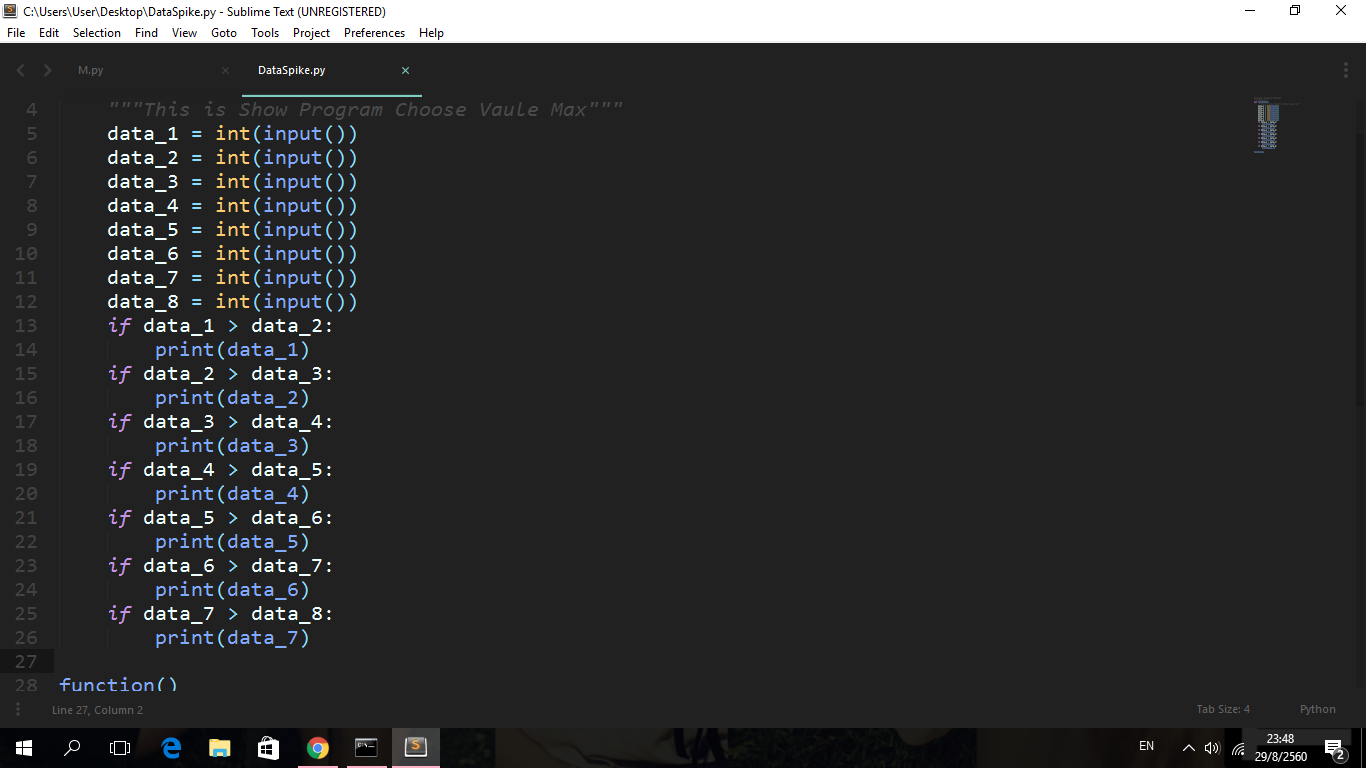 C:\Users\User\Desktop\DataSpike.py - Sublime Text (UNREGISTERED)
File Edit Selection Find View Goto Tools Project Preferences Help
M.py × DataSpike.py ×
4 """This is Show Program Choose Vaule Max"""
5 data_1 = int(input())
6 data_2 = int(input())
7 data_3 = int(input())
8 data_4 = int(input())
9 data_5 = int(input())
10 data_6 = int(input())
11 data_7 = int(input())
12 data_8 = int(input())
13 if data_1 > data_2:
14 print(data_1)
15 if data_2 > data_3:
16 print(data_2)
17 if data_3 > data_4:
18 print(data_3)
19 if data_4 > data_5:
20 print(data_4)
21 if data_5 > data_6:
22 print(data_5)
23 if data_6 > data_7:
24 print(data_6)
25 if data_7 > data_8:
26 print(data_7)
27
28 function()
Line 27, Column 2 Tab Size: 4 Python
EN 23:48
29/8/2560 2